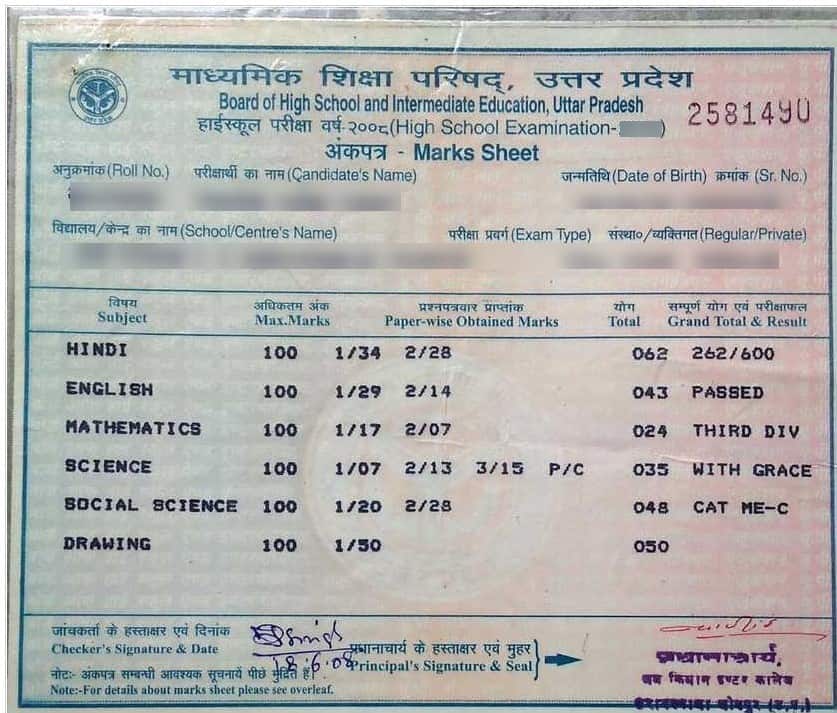 माध्यमिक शिक्षा परिषद्, उत्तर प्रदेश
Board of High School and Intermediate Education, Uttar Pradesh
2581490
हाईस्कूल परीक्षा वर्ष-२००८(High School Examination-)
अंकपत्र - Marks Sheet
अनुक्रमांक(Roll No.) परीक्षार्थी का नाम(Candidate's Name) जन्मतिथि(Date of Birth) क्रमांक (Sr. No.)
विद्यालय/केन्द्र का नाम(School/Centre's Name) परीक्षा प्रवर्ग(Exam Type) संस्था०/व्यक्तिगत(Regular/Private)
विषय अधिकतम अंक प्रश्नपत्रवार प्राप्तांक योग सम्पूर्ण योग एवं परीक्षाफल
Subject Max.Marks Paper-wise Obtained Marks Total Grand Total & Result
HINDI 100 1/34 2/28 062 262/600
ENGLISH 100 1/29 2/14 043 PASSED
MATHEMATICS 100 1/17 2/07 024 THIRD DIV
SCIENCE 100 1/07 2/13 3/15 P/C 035 WITH GRACE
SOCIAL SCIENCE 100 1/20 2/28 048 CAT ME-C
DRAWING 100 1/50 050
जांचकर्ता के हस्ताक्षर एवं दिनांक
Checker's Signature & Date
18.6.08
प्रधानाचार्य के हस्ताक्षर एवं मुहर
Principal's Signature & Seal
नोट:- अंकपत्र सम्बन्धी आवश्यक सूचनायें पीछे मुद्रित हैं।
Note:-For details about marks sheet please see overleaf.
प्रधानाचार्य,